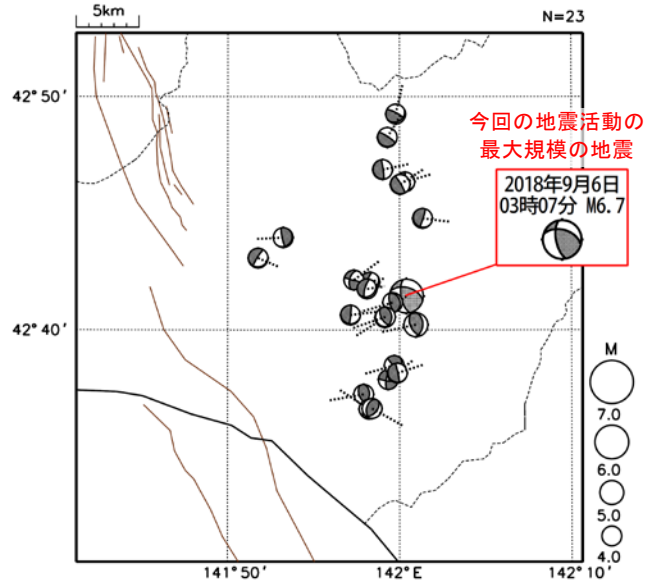 5km
N=23
42°50'
今回の地震活動の
最大規模の地震
2018年9月6日
03時07分 M6.7
42°40'
M
7.0
6.0
5.0
4.0
141°50'
142°E
142°10'